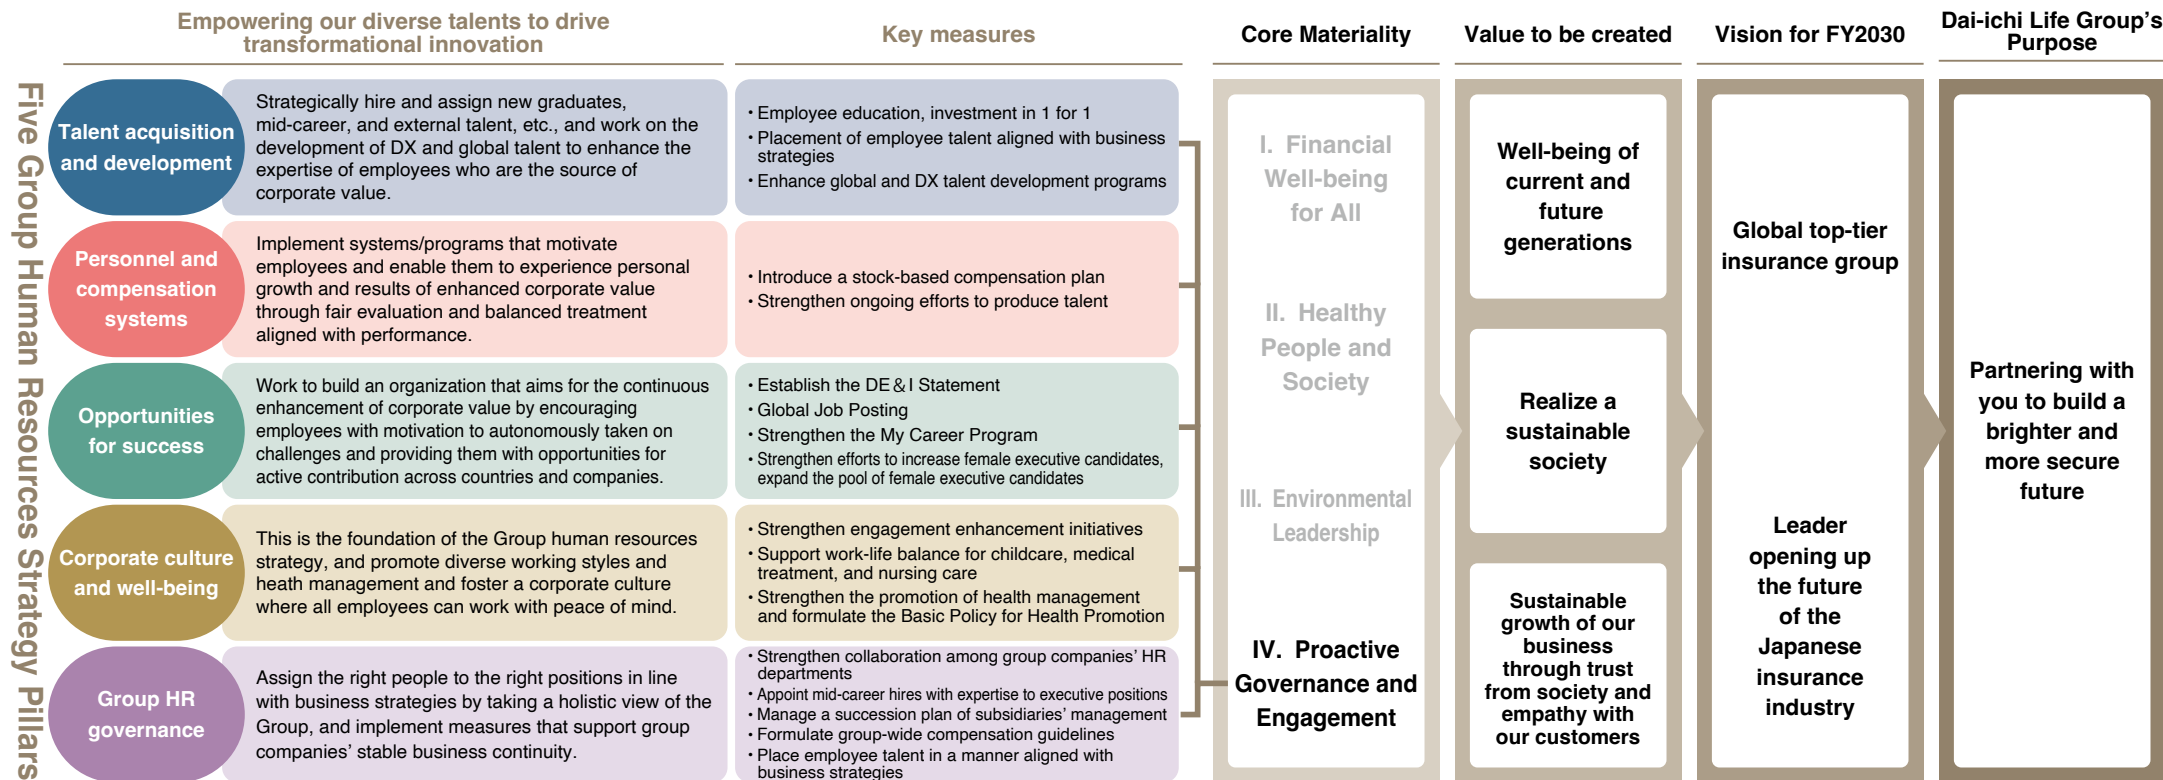 Empowering our diverse talents to drive
transformational innovation
Key measures
Core Materiality
Value to be created
Vision for FY2030
Dai-ichi Life Group's
Purpose
Five Group Human Resources Strategy Pillars
Talent acquisition
and development
Strategically hire and assign new graduates,
mid-career, and external talent, etc., and work on the
development of DX and global talent to enhance the
expertise of employees who are the source of
corporate value.
・Employee education, investment in 1 for 1
・Placement of employee talent aligned with business
strategies
・Enhance global and DX talent development programs
Personnel and
compensation
systems
Implement systems/programs that motivate
employees and enable them to experience personal
growth and results of enhanced corporate value
through fair evaluation and balanced treatment
aligned with performance.
・Introduce a stock-based compensation plan
・Strengthen ongoing efforts to produce talent
Opportunities
for success
Work to build an organization that aims for the continuous
enhancement of corporate value by encouraging
employees with motivation to autonomously taken on
challenges and providing them with opportunities for
active contribution across countries and companies.
・Establish the DE＆I Statement
・Global Job Posting
・Strengthen the My Career Program
・Strengthen efforts to increase female executive candidates,
expand the pool of female executive candidates
Corporate culture
and well-being
This is the foundation of the Group human resources
strategy, and promote diverse working styles and
heath management and foster a corporate culture
where all employees can work with peace of mind.
・Strengthen engagement enhancement initiatives
・Support work-life balance for childcare, medical
treatment, and nursing care
・Strengthen the promotion of health management
and formulate the Basic Policy for Health Promotion
Group HR
governance
Assign the right people to the right positions in line
with business strategies by taking a holistic view of the
Group, and implement measures that support group
companies' stable business continuity.
・Strengthen collaboration among group companies' HR
departments
・Appoint mid-career hires with expertise to executive positions
・Manage a succession plan of subsidiaries' management
・Formulate group-wide compensation guidelines
・Place employee talent in a manner aligned with
business strategies
I. Financial
Well-being
for All
II. Healthy
People and
Society
III. Environmental
Leadership
IV. Proactive
Governance and
Engagement
Well-being of
current and
future
generations
Realize a
sustainable
society
Sustainable
growth of our
business
through trust
from society and
empathy with
our customers
Global top-tier
insurance group
Leader
opening up
the future
of the
Japanese
insurance
industry
Partnering with
you to build a
brighter and
more secure
future